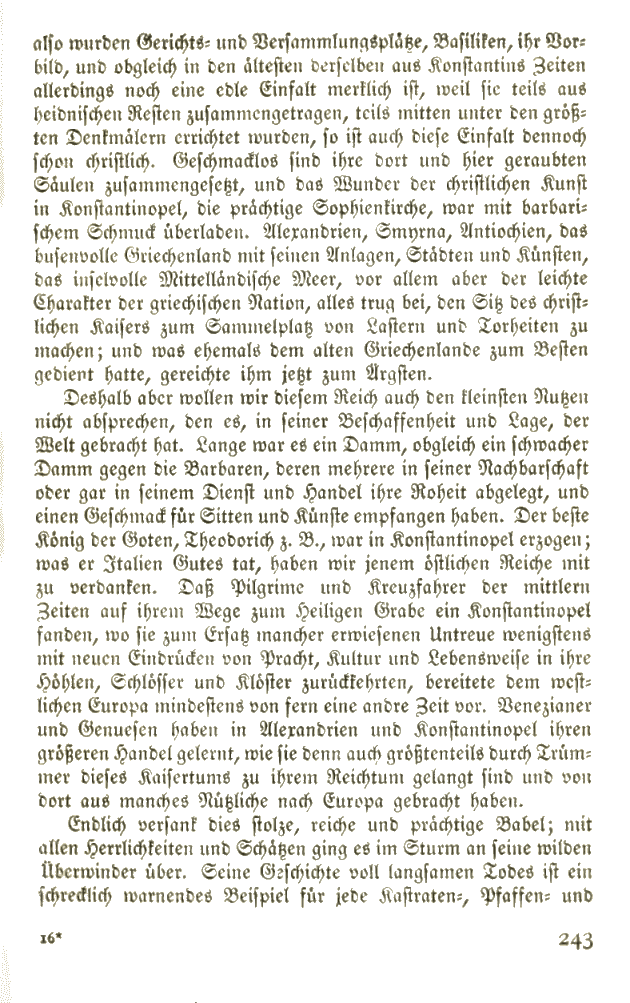 also wurden Gerichts- und Versammlungsplätze, Basiliken, ihr Vor-
bild, und obgleich in den ältesten derselben aus Konstantins Zeiten
allerdings noch eine edle Einfalt merklich ist, weil sie teils aus
heidnischen Resten zusammengetragen, teils mitten unter den größ-
ten Denkmälern errichtet wurden, so ist auch diese Einfalt dennoch
schon christlich. Geschmacklos sind ihre dort und hier geraubten
Säulen zusammengesetzt, und das Wunder der christlichen Kunst
in Konstantinopel, die prächtige Sophienkirche, war mit barbari-
schem Schmuck überladen. Alexandrien, Smyrna, Antiochien, das
busenvolle Griechenland mit seinen Anlagen, Städten und Künsten,
das inselvolle Mittelländische Meer, vor allem aber der leichte
Charakter der griechischen Nation, alles trug bei, den Sitz des christ-
lichen Kaisers zum Sammelplatz von Lastern und Torheiten zu
machen; und was ehemals dem alten Griechenlande zum Besten
gedient hatte, gereichte ihm jetzt zum Ärgsten.
Deshalb aber wollen wir diesem Reich auch den kleinsten Nutzen
nicht absprechen, den es, in seiner Beschaffenheit und Lage, der
Welt gebracht hat. Lange war es ein Damm, obgleich ein schwacher
Damm gegen die Barbaren, deren mehrere in seiner Nachbarschaft
oder gar in seinem Dienst und Handel ihre Roheit abgelegt, und
einen Geschmack für Sitten und Künste empfangen haben. Der beste
König der Goten, Theodorich z. B., war in Konstantinopel erzogen;
was er Italien Gutes tat, haben wir jenem östlichen Reiche mit
zu verdanken. Daß Pilgrime und Kreuzfahrer der mittlern
Zeiten auf ihrem Wege zum Heiligen Grabe ein Konstantinopel
fanden, wo sie zum Ersatz mancher erwiesenen Untreue wenigstens
mit neuen Eindrücken von Pracht, Kultur und Lebensweise in ihre
Höhlen, Schlösser und Klöster zurückkehrten, bereitete dem west-
lichen Europa mindestens von fern eine andre Zeit vor. Venezianer
und Genuesen haben in Alexandrien und Konstantinopel ihren
größeren Handel gelernt, wie sie denn auch größtenteils durch Trüm-
mer dieses Kaisertums zu ihrem Reichtum gelangt sind und von
dort aus manches Nützliche nach Europa gebracht haben.
Endlich versank dies stolze, reiche und prächtige Babel; mit
allen Herrlichkeiten und Schätzen ging es im Sturm an seine wilden
Überwinder über. Seine Geschichte voll langsamen Todes ist ein
schrecklich warnendes Beispiel für jede Kastraten-, Pfaffen- und
16* 243